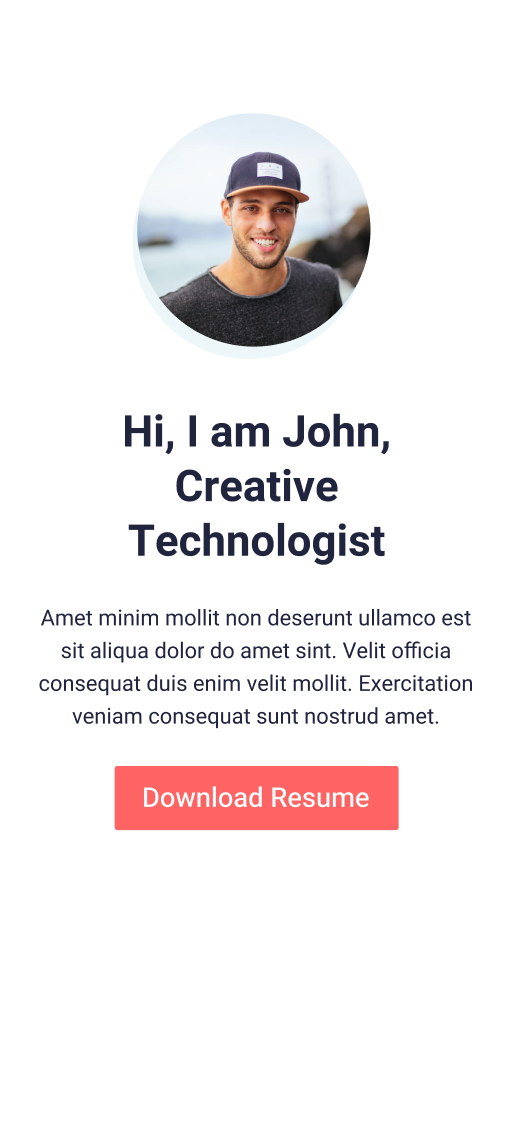 Hi, I am John,
Creative
Technologist
Amet minim mollit non deserunt ullamco est
sit aliqua dolor do amet sint. Velit officia
consequat duis enim velit mollit. Exercitation
veniam consequat sunt nostrud amet.
Download Resume